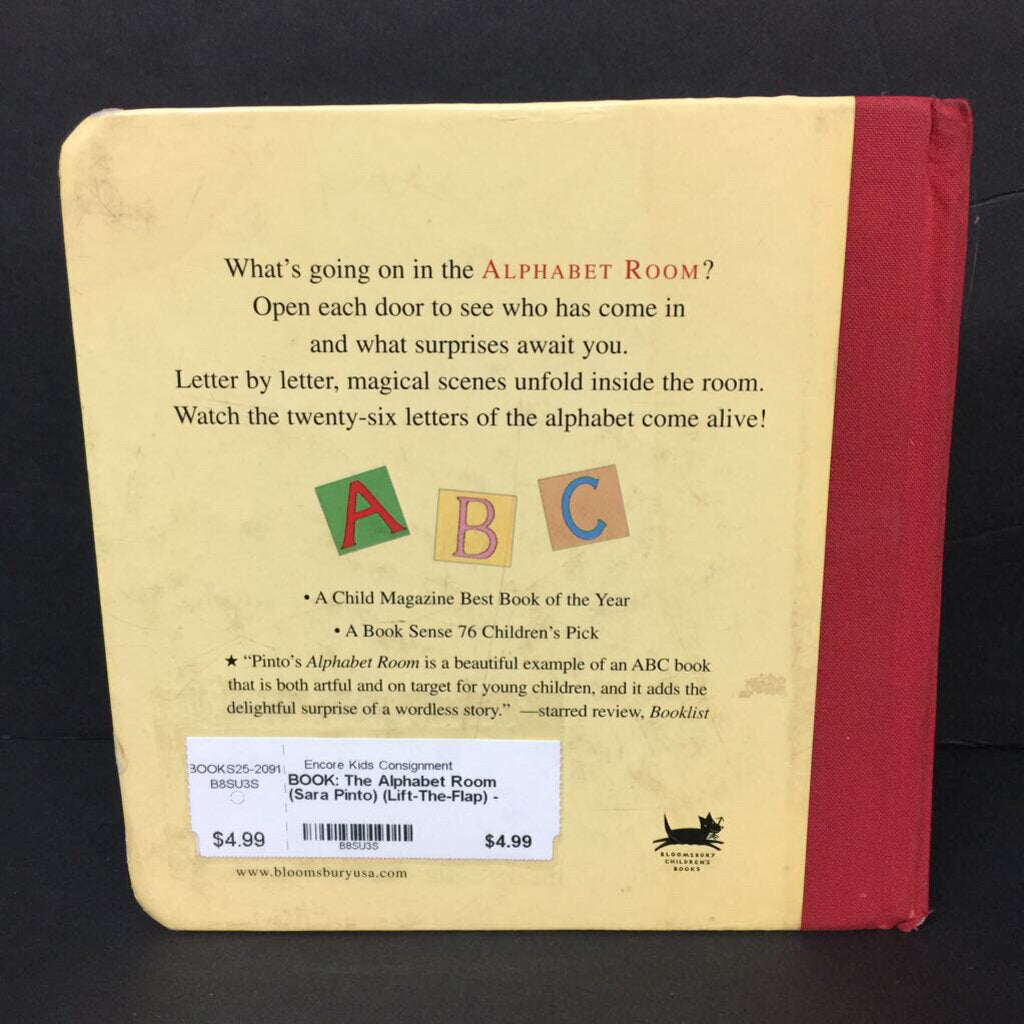 What's going on in the ALPHABET ROOM?
Open each door to see who has come in
and what surprises await you.
Letter by letter, magical scenes unfold inside the room.
Watch the twenty-six letters of the alphabet come alive!
A B C
• A Child Magazine Best Book of the Year
• A Book Sense 76 Children's Pick
★ “Pinto's Alphabet Room is a beautiful example of an ABC book
that is both artful and on target for young children, and it adds the
delightful surprise of a wordless story.” —starred review, Booklist
BOOKS25-2091
B8SU3S
$4.99
Encore Kids Consignment
BOOK: The Alphabet Room
(Sara Pinto) (Lift-The-Flap) -
B8SU3S
$4.99
www.bloomsburyusa.com
BLOOMSBURY
CHILDREN'S
BOOKS